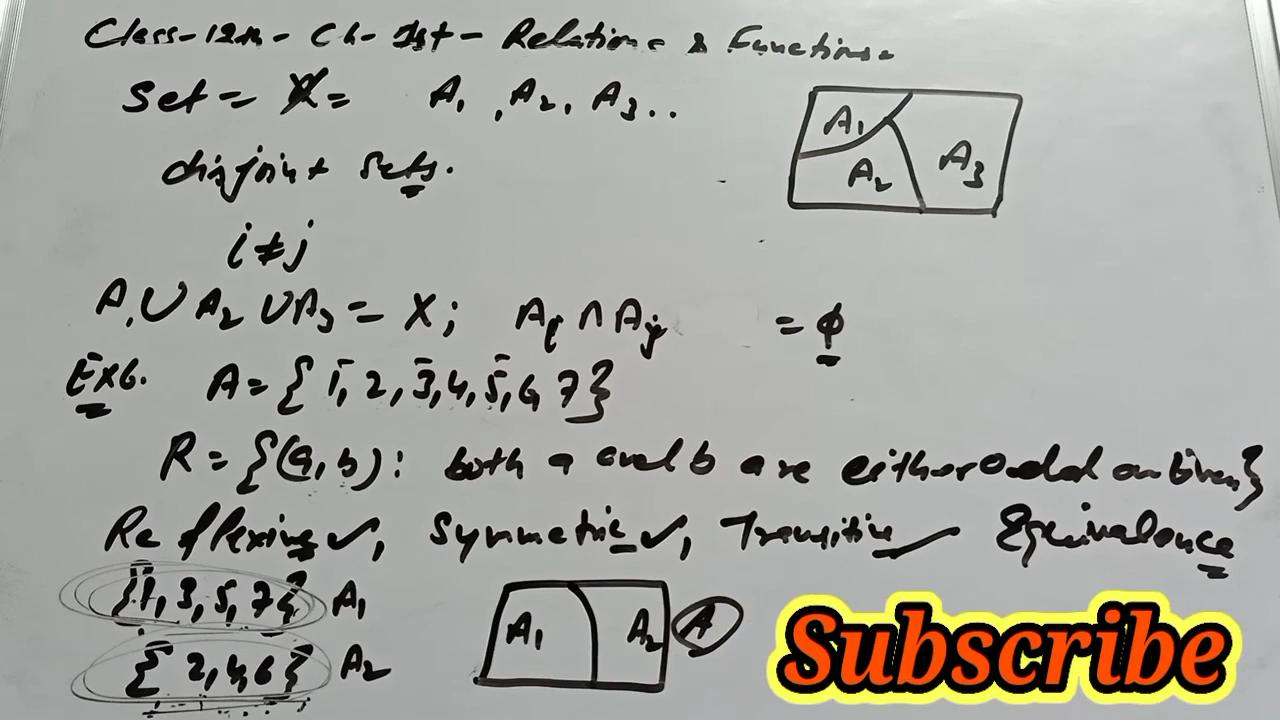 Class-12th - Ch-1st - Relations & Functions
Set = X = A₁, A₂, A₃..
A₁ A₂ A₃
disjoint Sets.
i ≠ j
A₁ ∪ A₂ ∪ A₃ = X; Aᵢ ∩ Aⱼ = ϕ
Ex6. A = {1, 2, 3, 4, 5, 6, 7}
R = {(a, b) : both a and b are either odd or Even}
Reflexive ✓, Symmetric ✓, Transitive ✓ Equivalence
{1, 3, 5, 7} A₁
{2, 4, 6} A₂
A₁ A₂ A
Subscribe